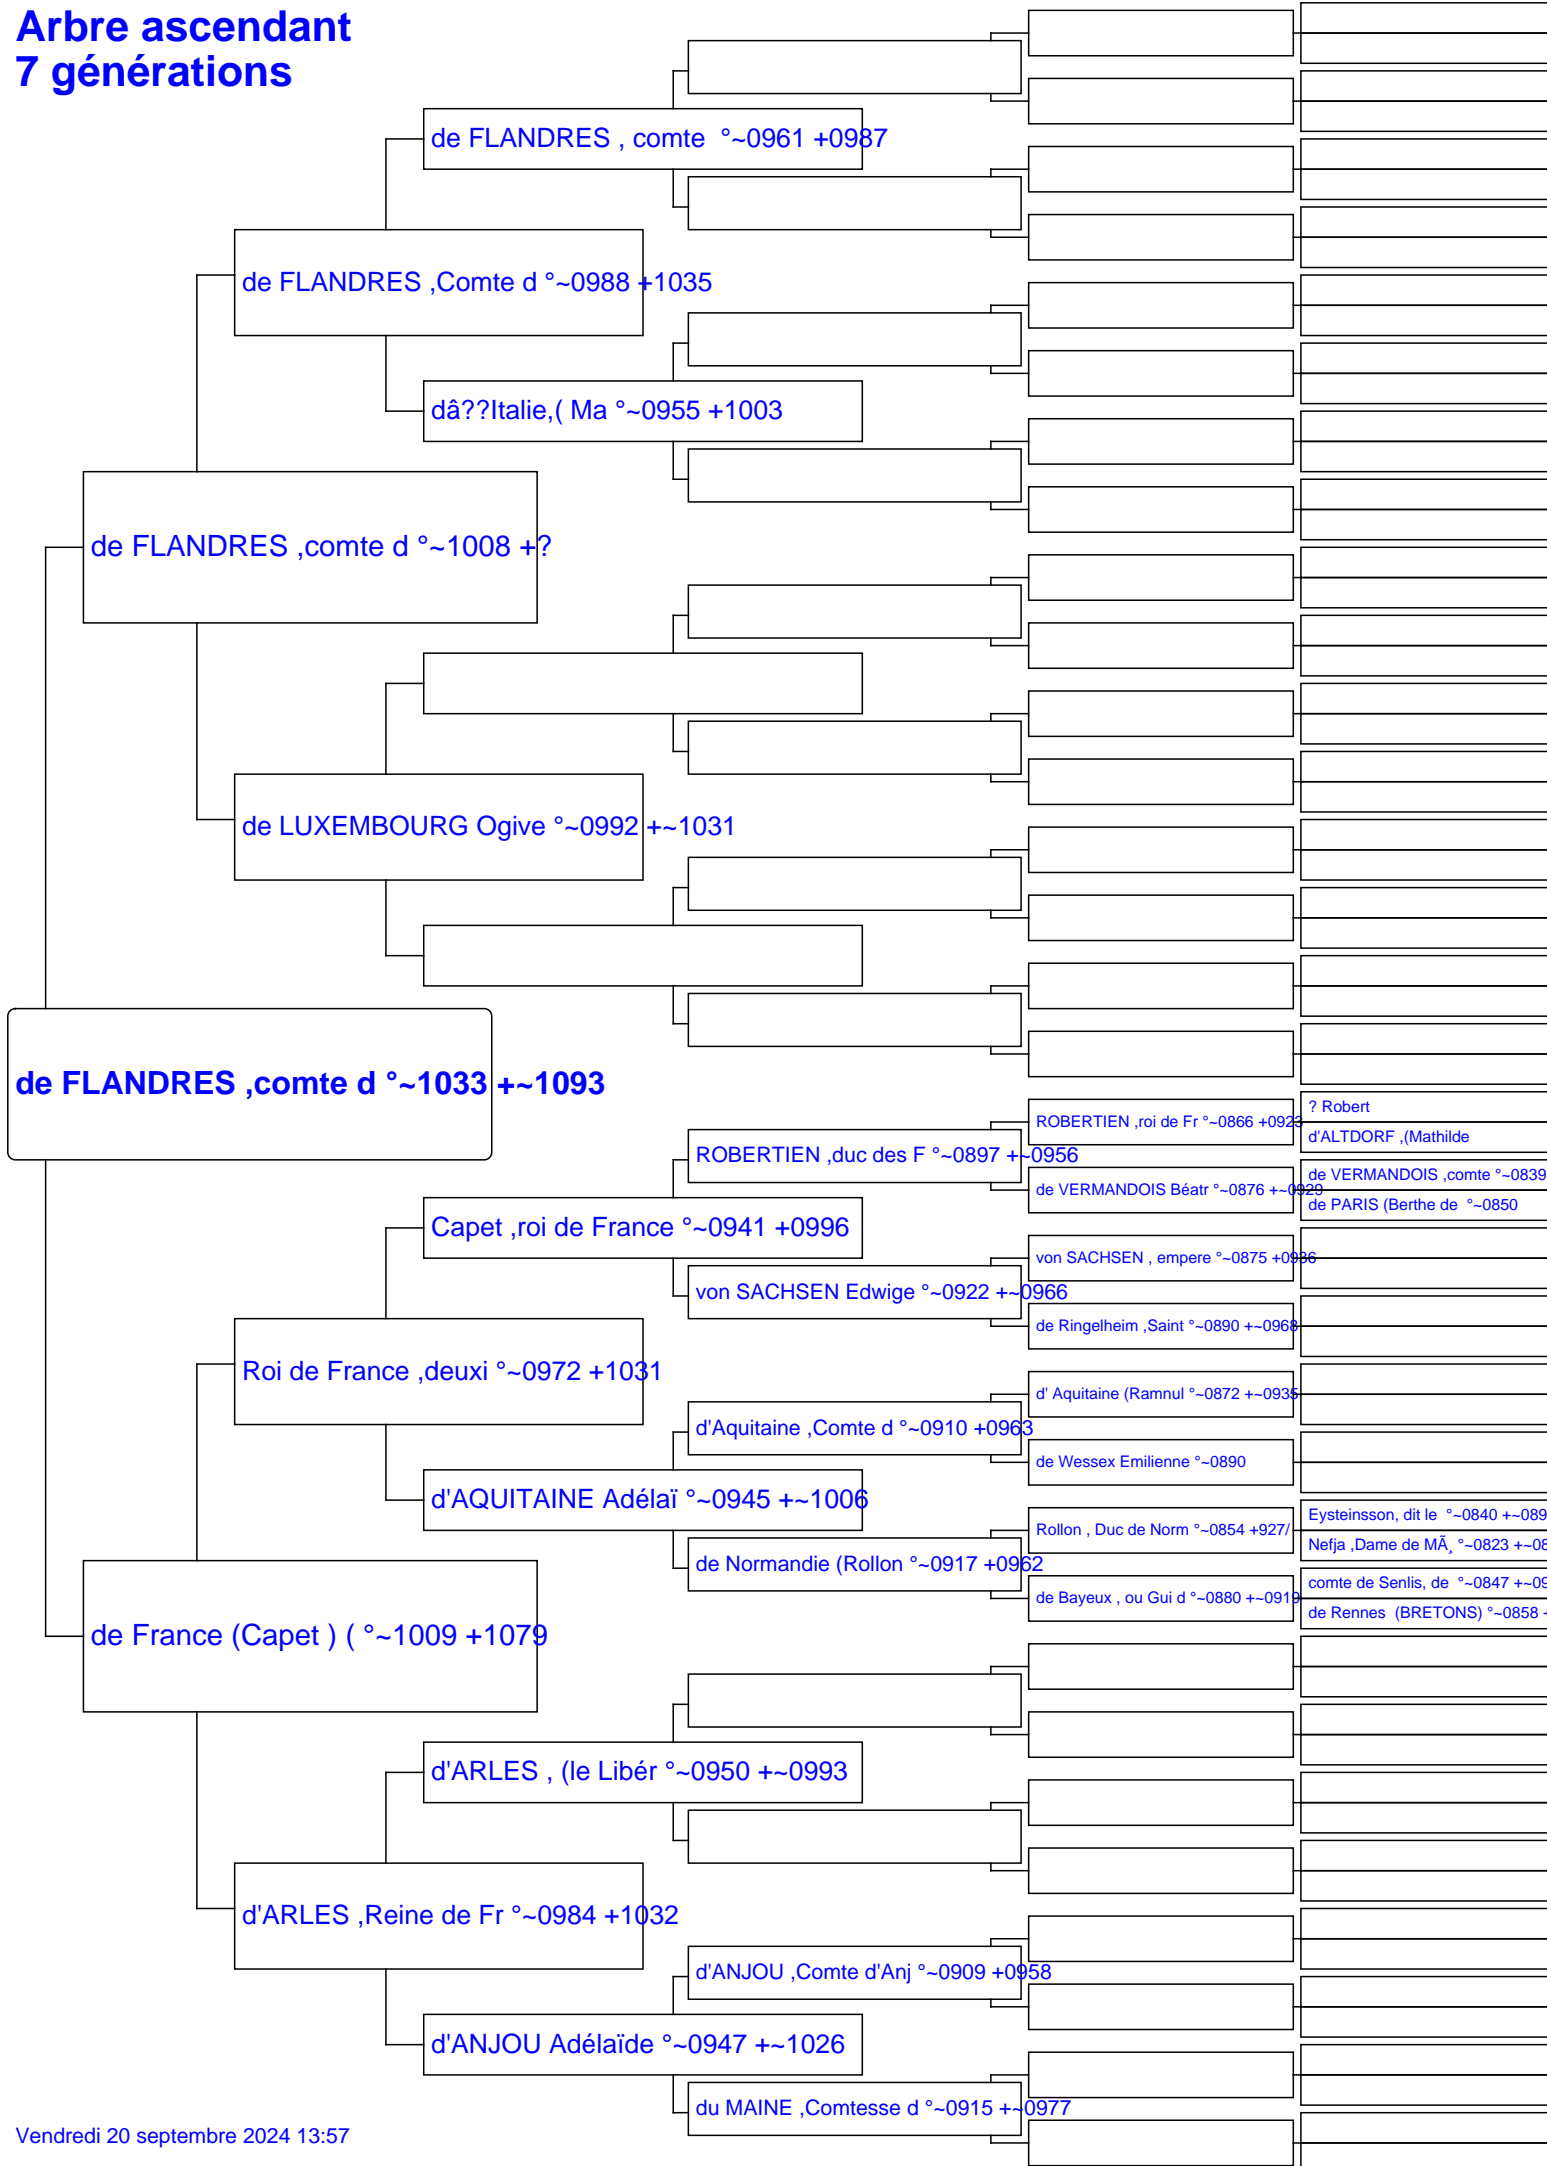 Arbre ascendant
7 générations
de FLANDRES , comte °~0961 +0987
de FLANDRES ,Comte d °~0988 +1035
dâ??Italie,( Ma °~0955 +1003
de FLANDRES ,comte d °~1008 +?
de LUXEMBOURG Ogive °~0992 +~1031
de FLANDRES ,comte d °~1033 +~1093
ROBERTIEN ,roi de Fr °~0866 +0923
? Robert
d'ALTDORF ,(Mathilde
ROBERTIEN ,duc des F °~0897 +~0956
de VERMANDOIS Béatr °~0876 +~0929
de VERMANDOIS ,comte °~0839
de PARIS (Berthe de °~0850
Capet ,roi de France °~0941 +0996
von SACHSEN , empere °~0875 +0936
von SACHSEN Edwige °~0922 +~0966
de Ringelheim ,Saint °~0890 +~0968
Roi de France ,deuxi °~0972 +1031
d' Aquitaine (Ramnul °~0872 +~0935
d'Aquitaine ,Comte d °~0910 +0963
de Wessex Emilienne °~0890
d'AQUITAINE Adélaï °~0945 +~1006
Rollon , Duc de Norm °~0854 +927/
Eysteinsson, dit le °~0840 +~089
Nefja ,Dame de MÃ¸ °~0823 +~08
de Normandie (Rollon °~0917 +0962
de Bayeux , ou Gui d °~0880 +~0919
comte de Senlis, de °~0847 +~09
de Rennes (BRETONS) °~0858 +
de France (Capet ) ( °~1009 +1079
d'ARLES , (le Libér °~0950 +~0993
d'ARLES ,Reine de Fr °~0984 +1032
d'ANJOU ,Comte d'Anj °~0909 +0958
d'ANJOU Adélaïde °~0947 +~1026
du MAINE ,Comtesse d °~0915 +~0977
Vendredi 20 septembre 2024 13:57